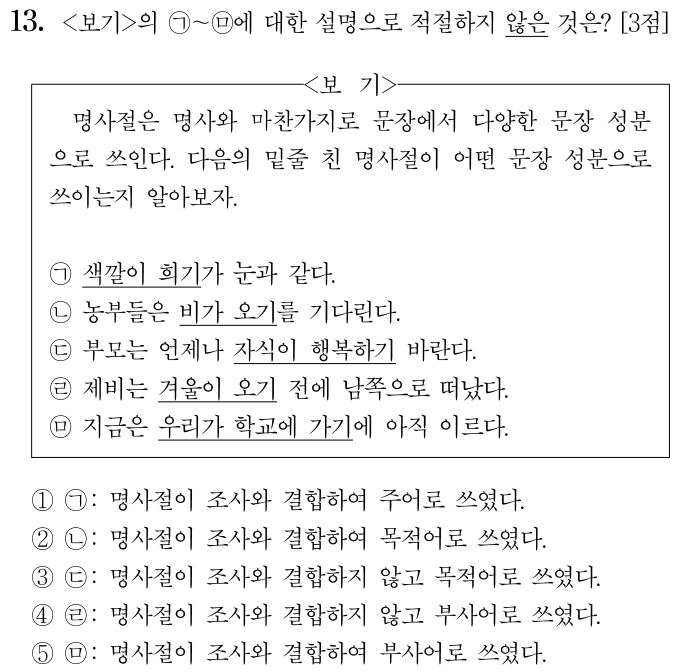 13. <보기>의 ㉠~㉤에 대한 설명으로 적절하지 않은 것은? [3점]
<보 기>
명사절은 명사와 마찬가지로 문장에서 다양한 문장 성분
으로 쓰인다. 다음의 밑줄 친 명사절이 어떤 문장 성분으로
쓰이는지 알아보자.
㉠ 색깔이 희기가 눈과 같다.
㉡ 농부들은 비가 오기를 기다린다.
㉢ 부모는 언제나 자식이 행복하기 바란다.
㉣ 제비는 겨울이 오기 전에 남쪽으로 떠났다.
㉤ 지금은 우리가 학교에 가기에 아직 이르다.
① ㉠: 명사절이 조사와 결합하여 주어로 쓰였다.
② ㉡: 명사절이 조사와 결합하여 목적어로 쓰였다.
③ ㉢: 명사절이 조사와 결합하지 않고 목적어로 쓰였다.
④ ㉣: 명사절이 조사와 결합하지 않고 부사어로 쓰였다.
⑤ ㉤: 명사절이 조사와 결합하여 부사어로 쓰였다.